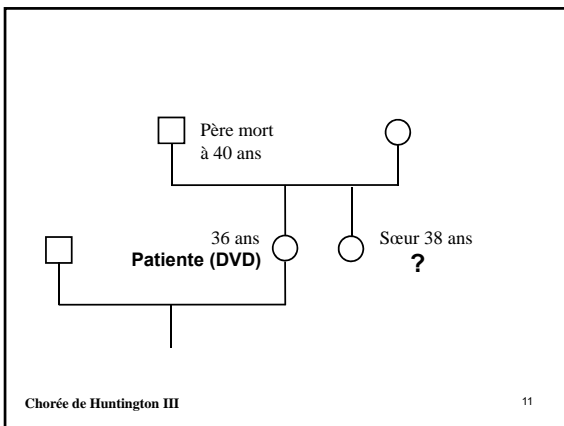 Père mort
à 40 ans
36 ans
Patiente (DVD)
Sœur 38 ans
?
Chorée de Huntington III
11